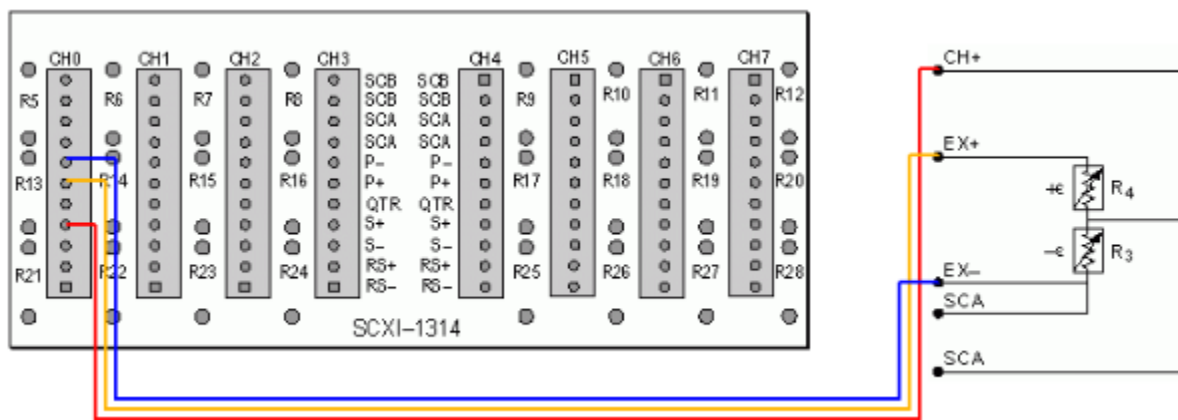 CH0 CH1 CH2 CH3 CH4 CH5 CH6 CH7
SCB SCB
SCB SCB
SCA SCA
SCA SCA
P– P–
P+ P+
QTR QTR
S+ S+
S– S–
RS+ RS+
RS– RS–
R5 R6 R7 R8 R9 R10 R11 R12
R13 R14 R15 R16 R17 R18 R19 R20
R21 R22 R23 R24 R25 R26 R27 R28
SCXI–1314
CH+
EX+
+ϵ R4
–ϵ R3
EX–
SCA
SCA